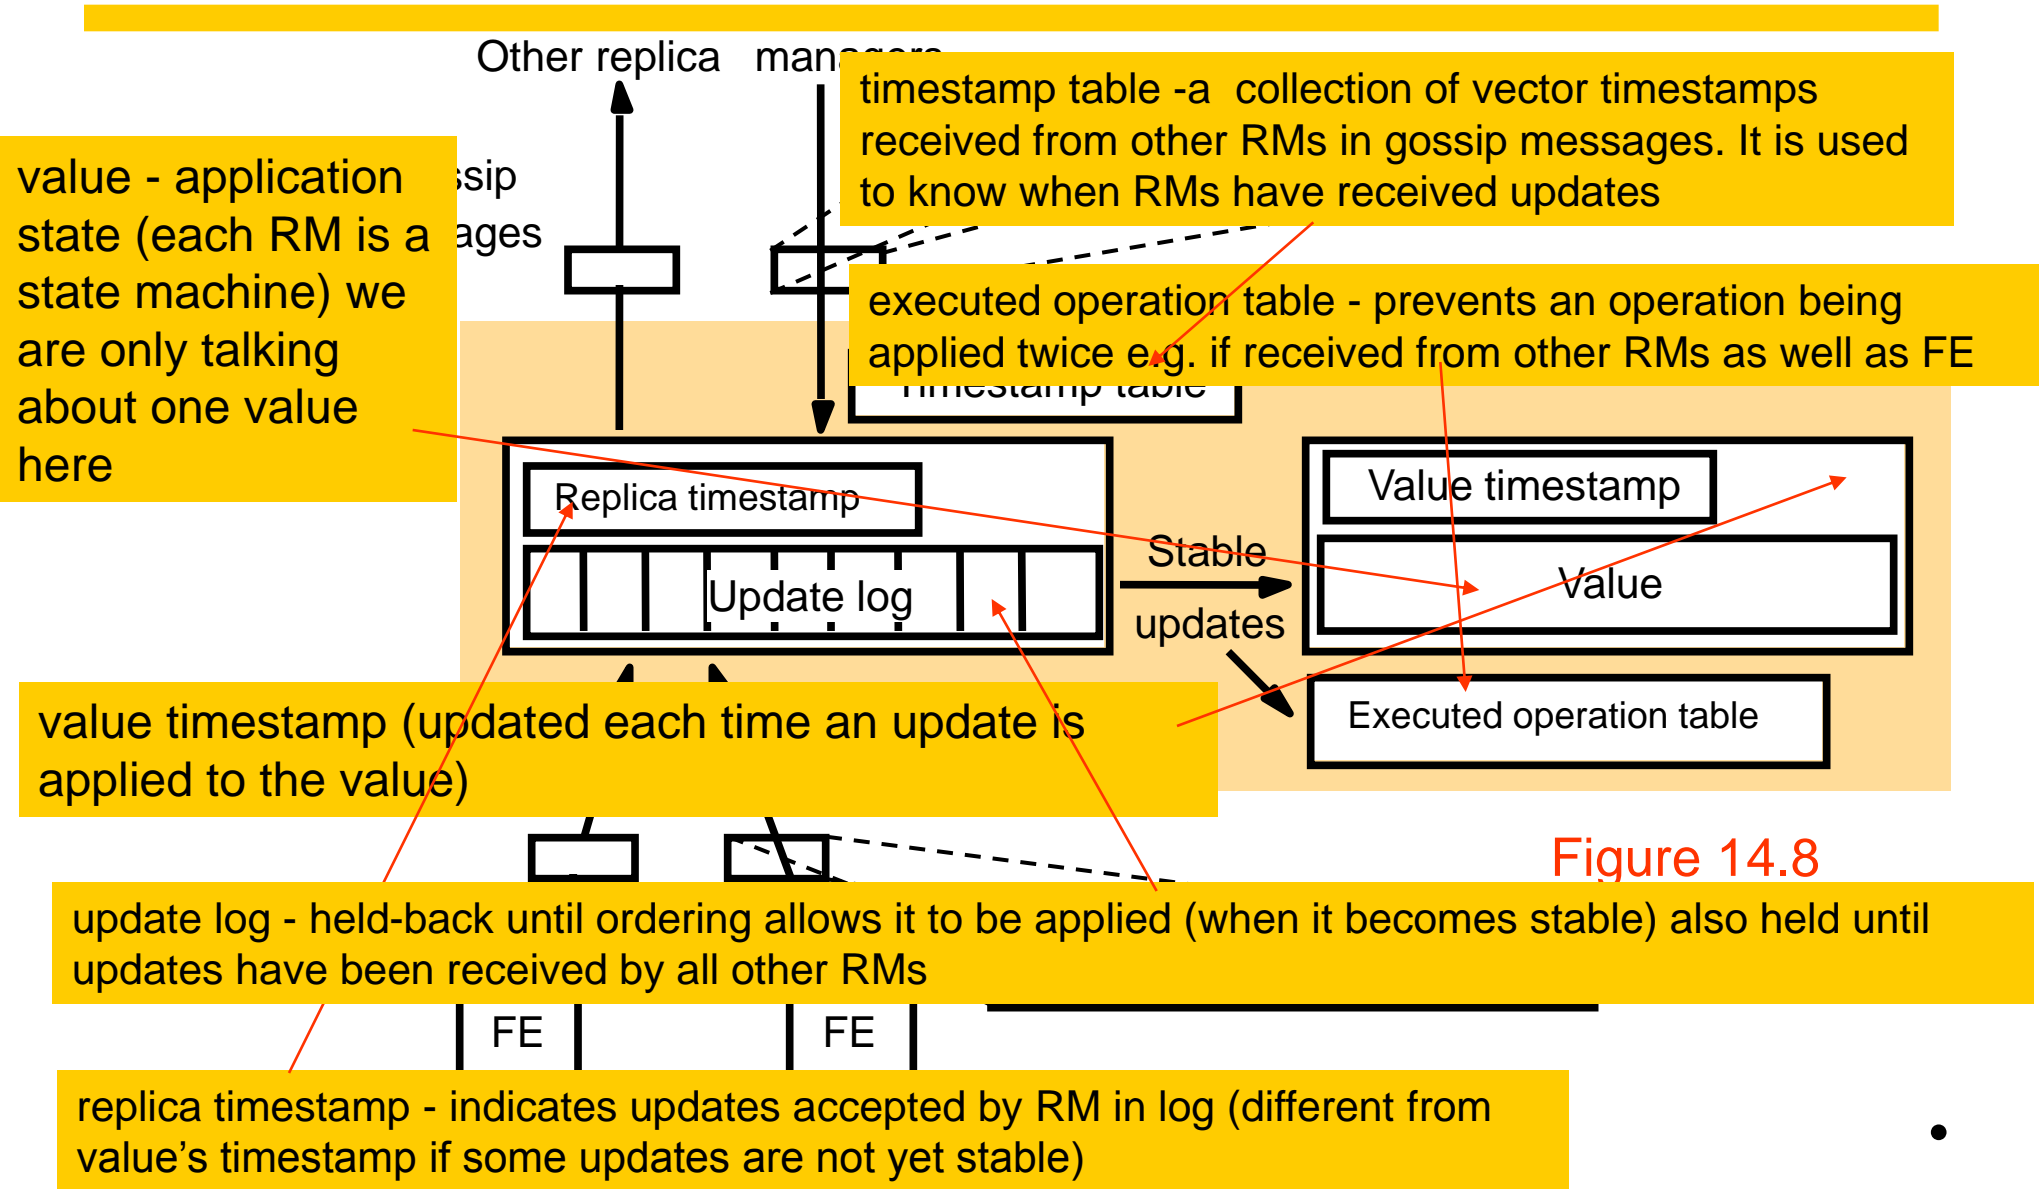 Other replica managers
timestamp table -a collection of vector timestamps
received from other RMs in gossip messages. It is used
to know when RMs have received updates
value - application
state (each RM is a
state machine) we
are only talking
about one value
here
ssip
ages
executed operation table - prevents an operation being
applied twice e.g. if received from other RMs as well as FE
Timestamp table
Replica timestamp
Update log
Stable
updates
Value timestamp
Value
Executed operation table
value timestamp (updated each time an update is
applied to the value)
Figure 14.8
update log - held-back until ordering allows it to be applied (when it becomes stable) also held until
updates have been received by all other RMs
FE
FE
replica timestamp - indicates updates accepted by RM in log (different from
value’s timestamp if some updates are not yet stable)
•